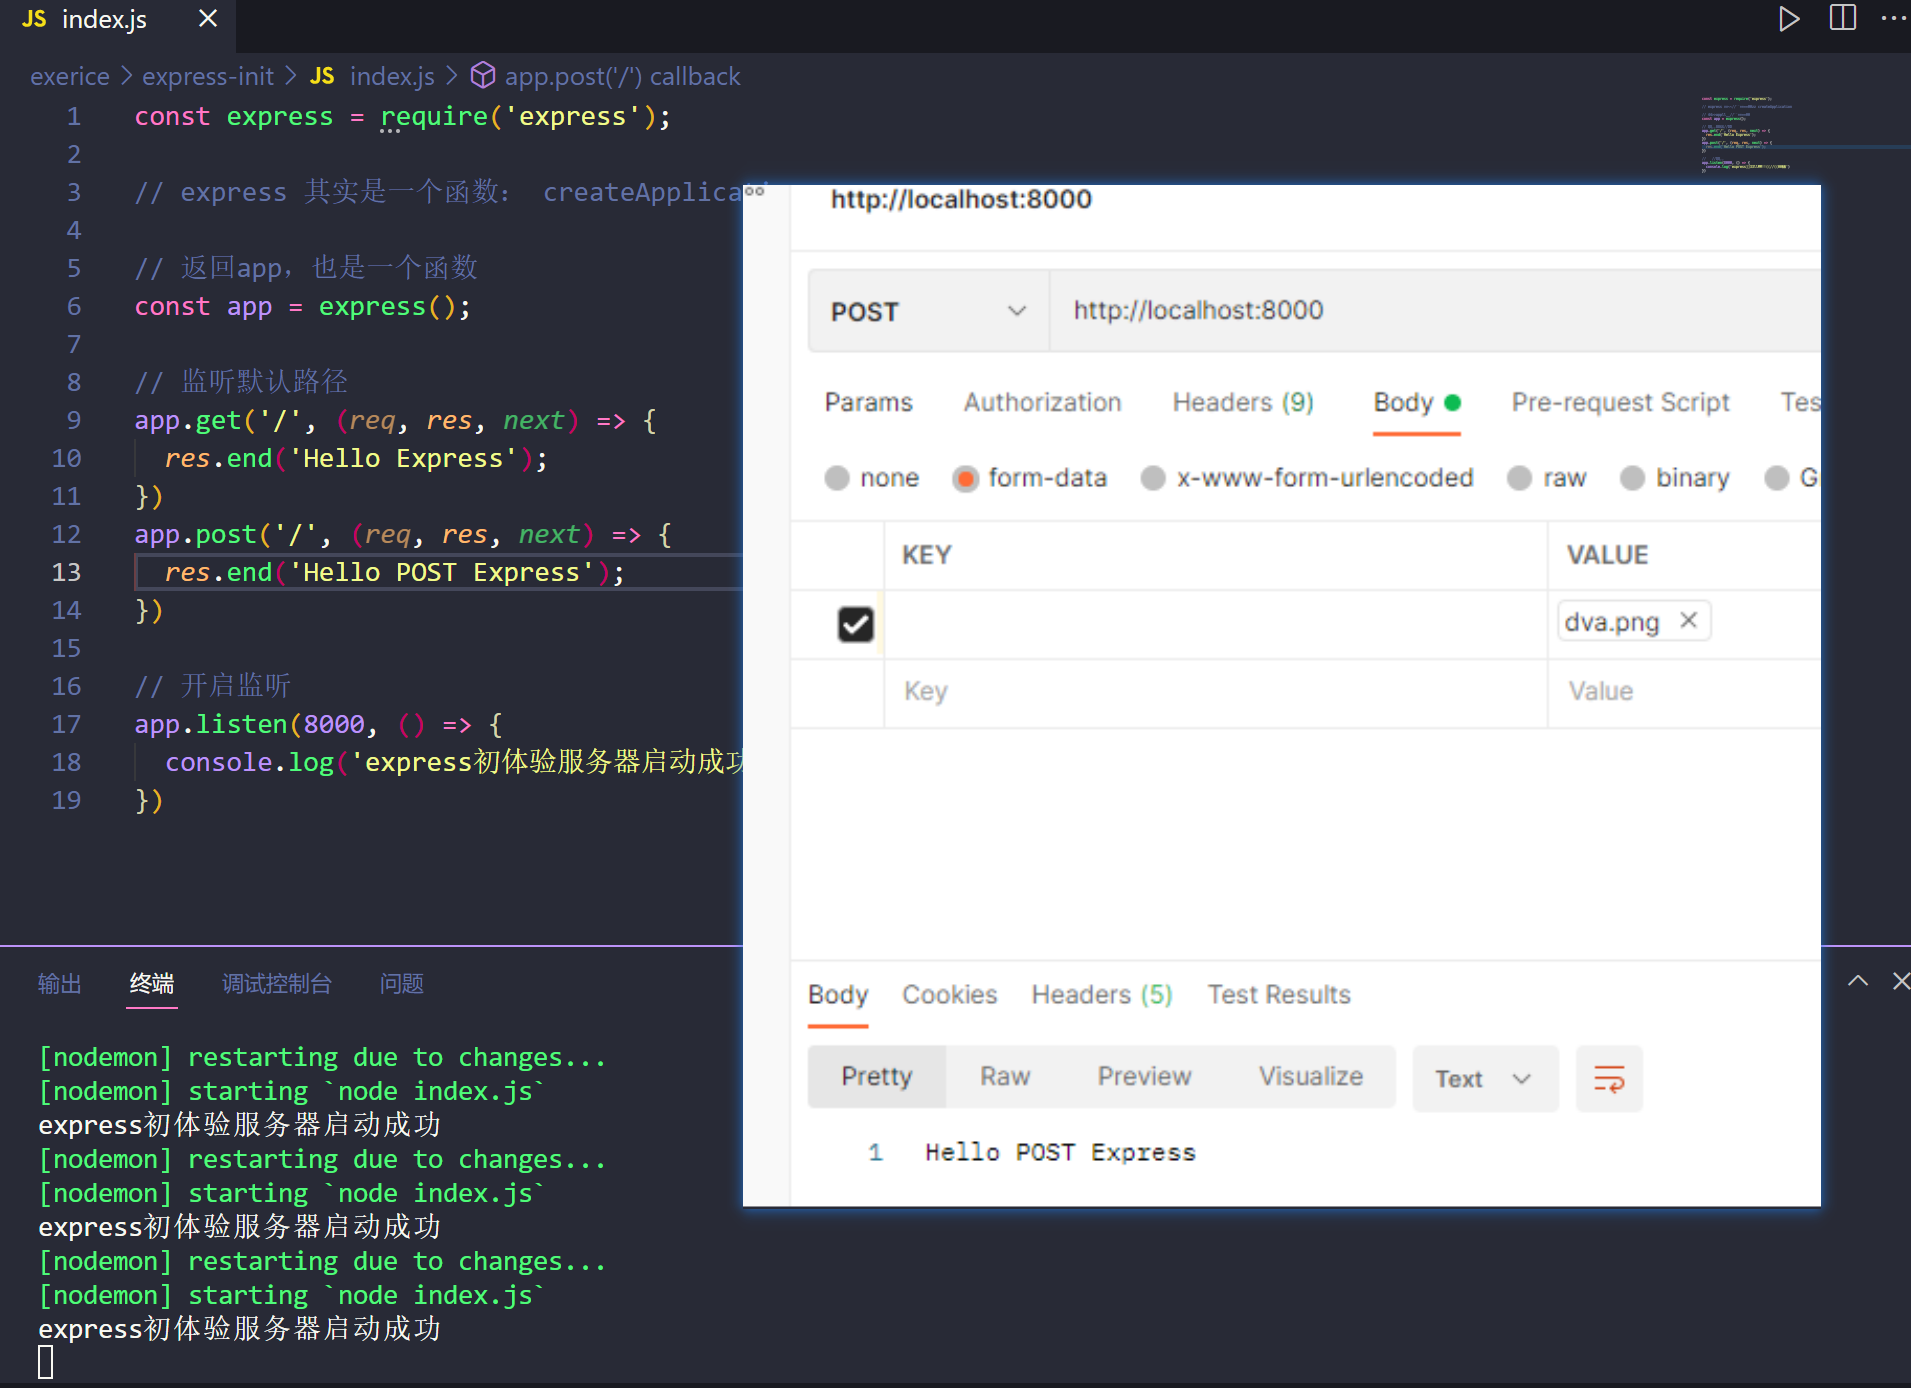 JS index.js
exerice > express-init > JS index.js > app.post('/') callback
1 const express = require('express');
2
3 // express 其实是一个函数： createApplicati
4
5 // 返回app，也是一个函数
6 const app = express();
7
8 // 监听默认路径
9 app.get('/', (req, res, next) => {
10 res.end('Hello Express');
11 })
12 app.post('/', (req, res, next) => {
13 res.end('Hello POST Express');
14 })
15
16 // 开启监听
17 app.listen(8000, () => {
18 console.log('express初体验服务器启动成功
19 })
http://localhost:8000
POST http://localhost:8000
Params Authorization Headers (9) Body Pre-request Script Tes
none form-data x-www-form-urlencoded raw binary G
KEY VALUE
dva.png
Key Value
Body Cookies Headers (5) Test Results
Pretty Raw Preview Visualize Text
1 Hello POST Express
输出 终端 调试控制台 问题
[nodemon] restarting due to changes...
[nodemon] starting `node index.js`
express初体验服务器启动成功
[nodemon] restarting due to changes...
[nodemon] starting `node index.js`
express初体验服务器启动成功
[nodemon] restarting due to changes...
[nodemon] starting `node index.js`
express初体验服务器启动成功